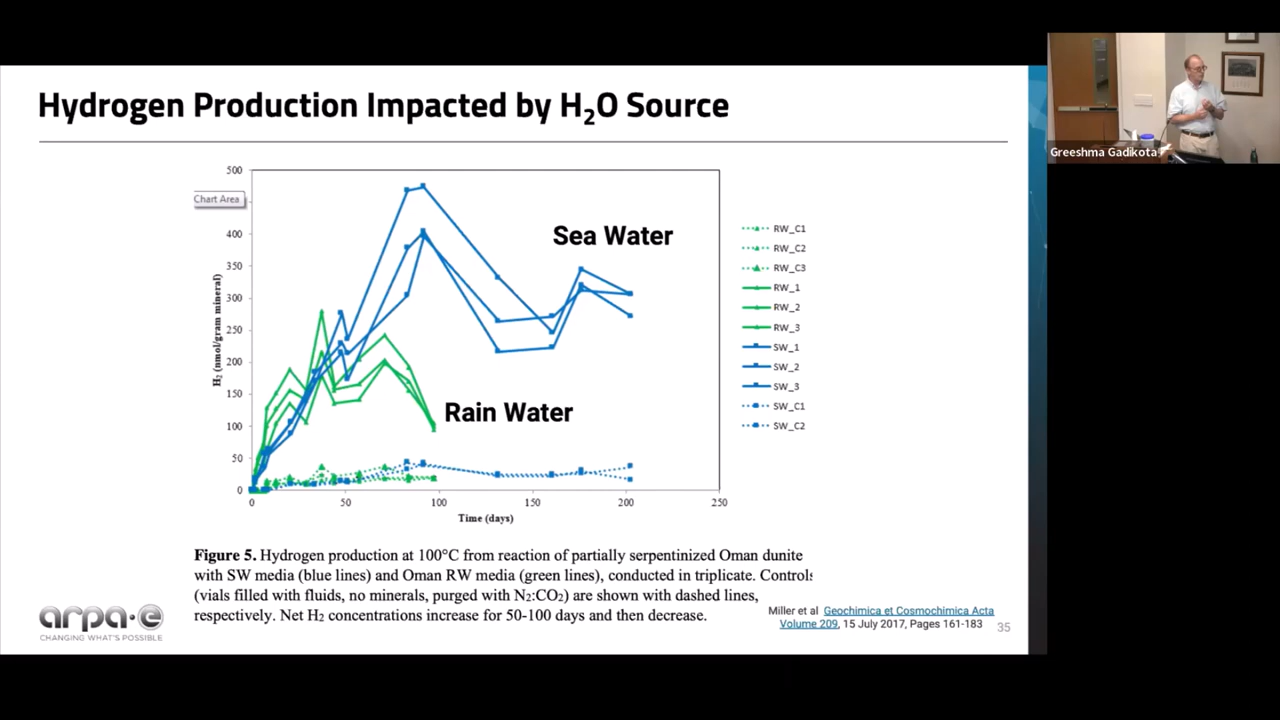 Hydrogen Production Impacted by H₂O Source
Greeshma Gadikota
500
Chart Area
400
350
300
250
200
150
100
50
0
H₂ (nmol/gram mineral)
Sea Water
Rain Water
0 50 100 150 200 250
Time (days)
RW_C1
RW_C2
RW_C3
RW_1
RW_2
RW_3
SW_1
SW_2
SW_3
SW_C1
SW_C2
Figure 5. Hydrogen production at 100°C from reaction of partially serpentinized Oman dunite
with SW media (blue lines) and Oman RW media (green lines), conducted in triplicate. Controls
(vials filled with fluids, no minerals, purged with N₂:CO₂) are shown with dashed lines,
respectively. Net H₂ concentrations increase for 50-100 days and then decrease.
Miller et al Geochimica et Cosmochimica Acta
Volume 209, 15 July 2017, Pages 161-183
35
arpa·e
CHANGING WHAT'S POSSIBLE